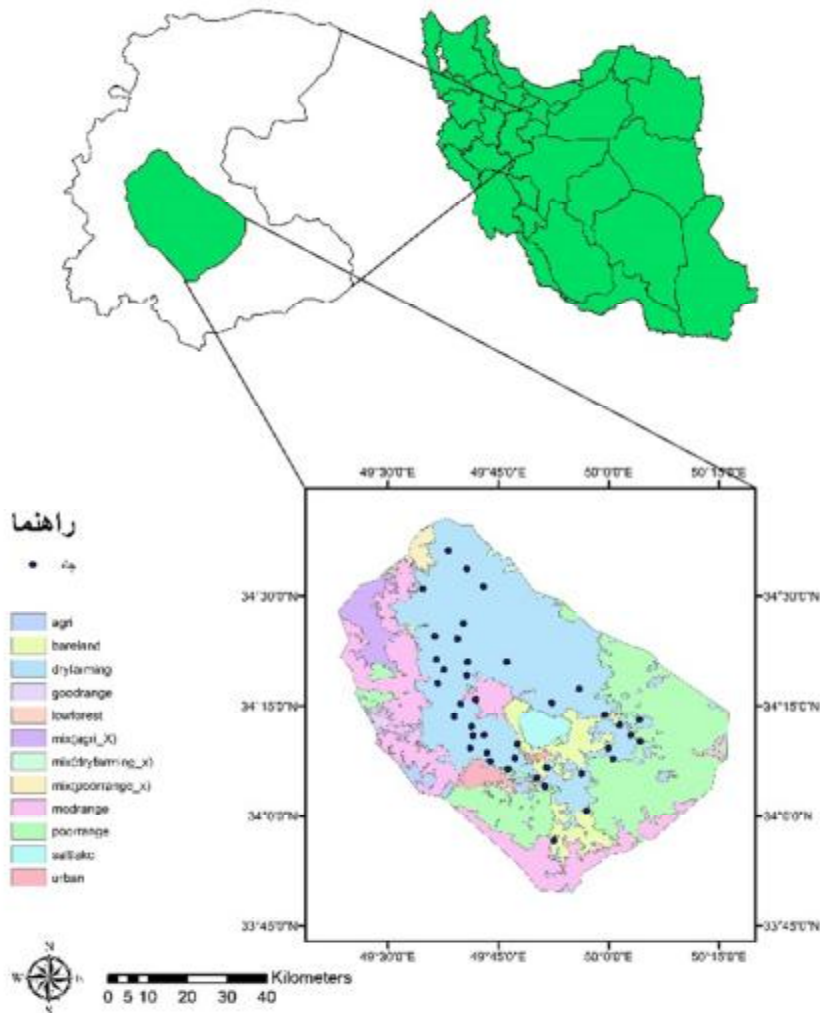 49°30'0"E 49°45'0"E 50°0'0"E 50°15'0"E
راهنما
چاه
agri
bareland
dryfarming
goodrange
lowforest
mix(agri_X)
mix(dryfarming_x)
mix(poorrange_x)
modrange
poorrange
saltlake
urban
34°30'0"N 34°30'0"N
34°15'0"N 34°15'0"N
34°0'0"N 34°0'0"N
33°45'0"N 33°45'0"N
49°30'0"E 49°45'0"E 50°0'0"E 50°15'0"E
N
W E
S
0 5 10 20 30 40 Kilometers